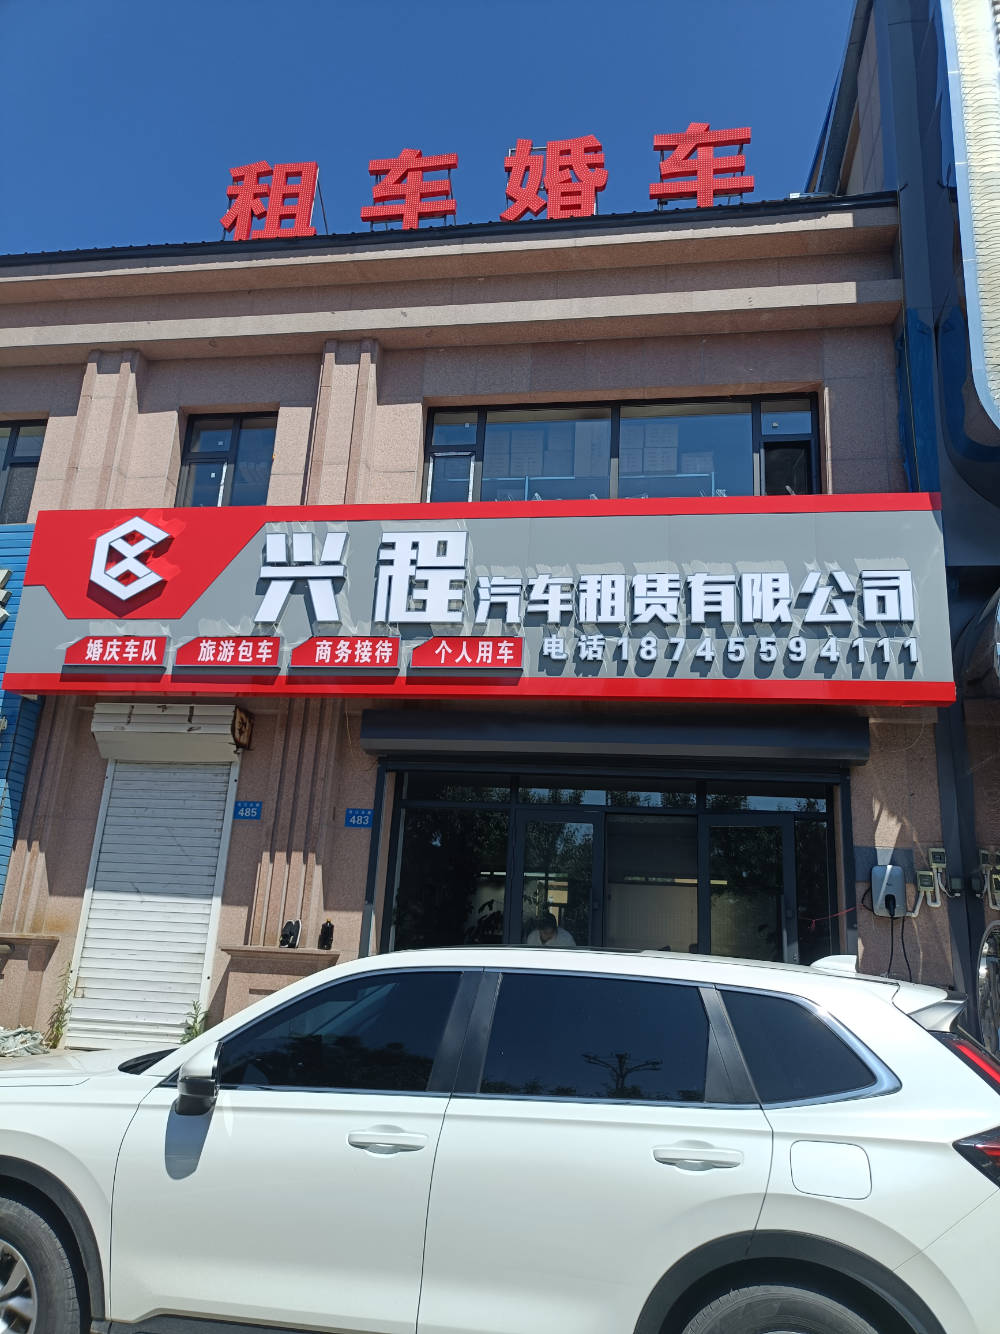 租车婚车
兴程汽车租赁有限公司
婚庆车队 旅游包车 商务接待 个人用车 电话18745594111
485
483